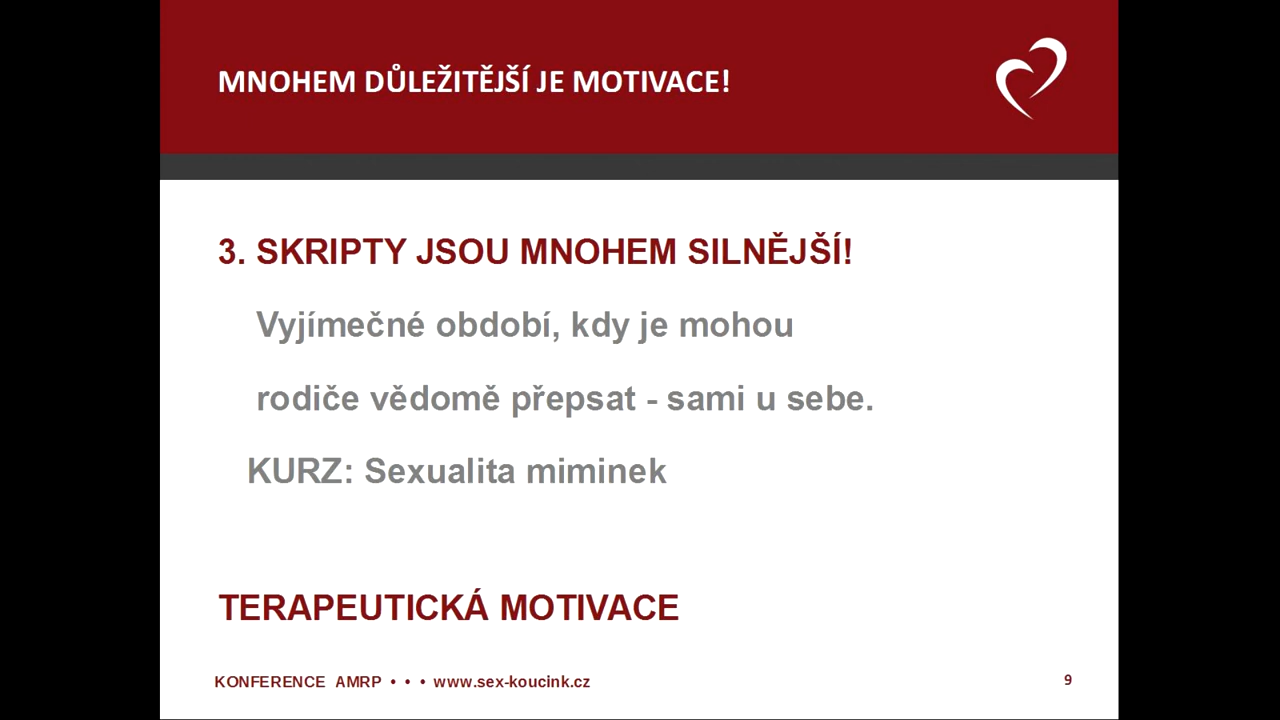 MNOHEM DŮLEŽITĚJŠÍ JE MOTIVACE!
3. SKRIPTY JSOU MNOHEM SILNĚJŠÍ!
Vyjímečné období, kdy je mohou
rodiče vědomě přepsat - sami u sebe.
KURZ: Sexualita miminek
TERAPEUTICKÁ MOTIVACE
KONFERENCE AMRP • • • www.sex-koucink.cz
9